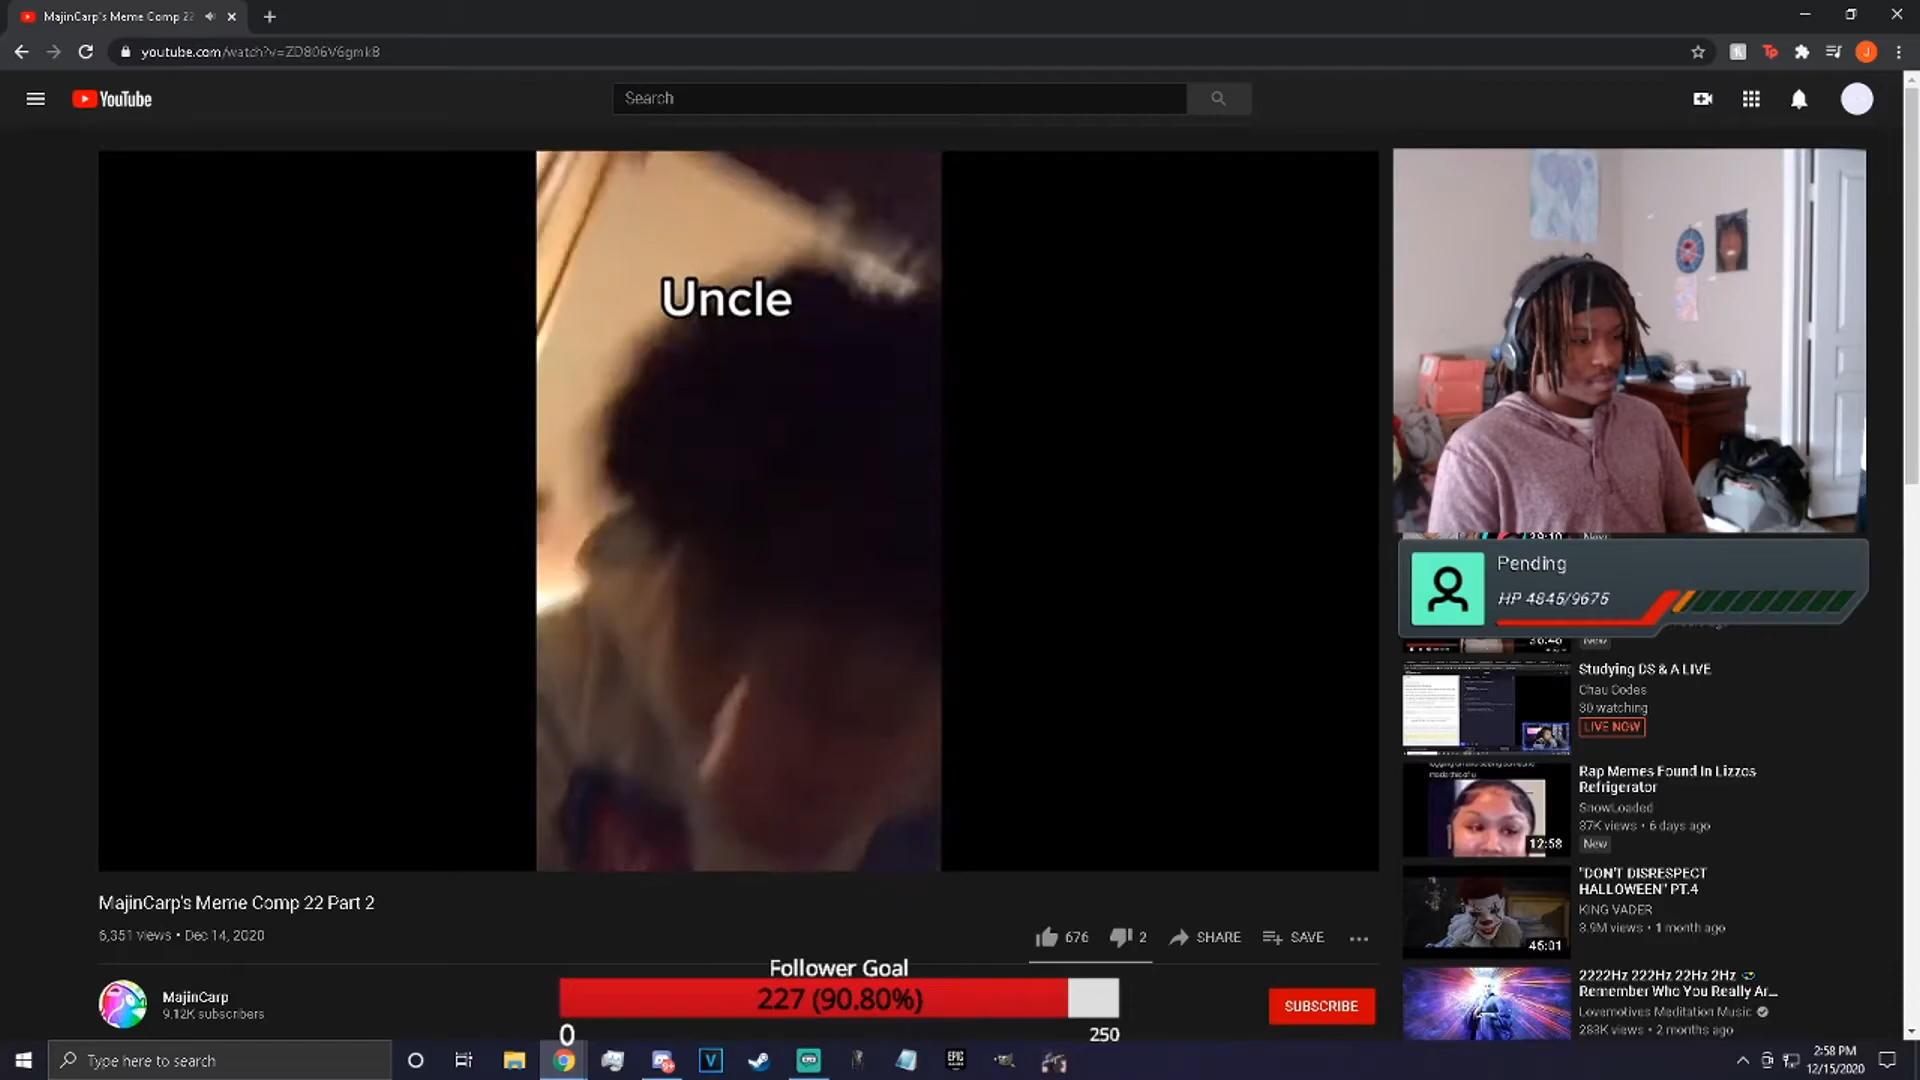 MajinCarp's Meme Comp 22
youtube.com/watch?v=ZD806V6gmk8
YouTube
Search
Uncle
Pending
HP 4845/9675
Studying DS & A LIVE
Chau Codes
30 watching
LIVE NOW
Rap Memes Found In Lizzos
Refrigerator
SnowLoaded
37K views • 6 days ago
New
12:58
"DON'T DISRESPECT
HALLOWEEN" PT.4
KING VADER
3.9M views • 1 month ago
45:01
2222Hz 222Hz 22Hz 2Hz
Remember Who You Really Ar...
Lovemotives Meditation Music
283K views • 2 months ago
MajinCarp's Meme Comp 22 Part 2
6,351 views • Dec 14, 2020
676
2
SHARE
SAVE
Follower Goal
227 (90.80%)
0
250
MajinCarp
9.12K subscribers
SUBSCRIBE
Type here to search
EPIC
2:58 PM
12/15/2020